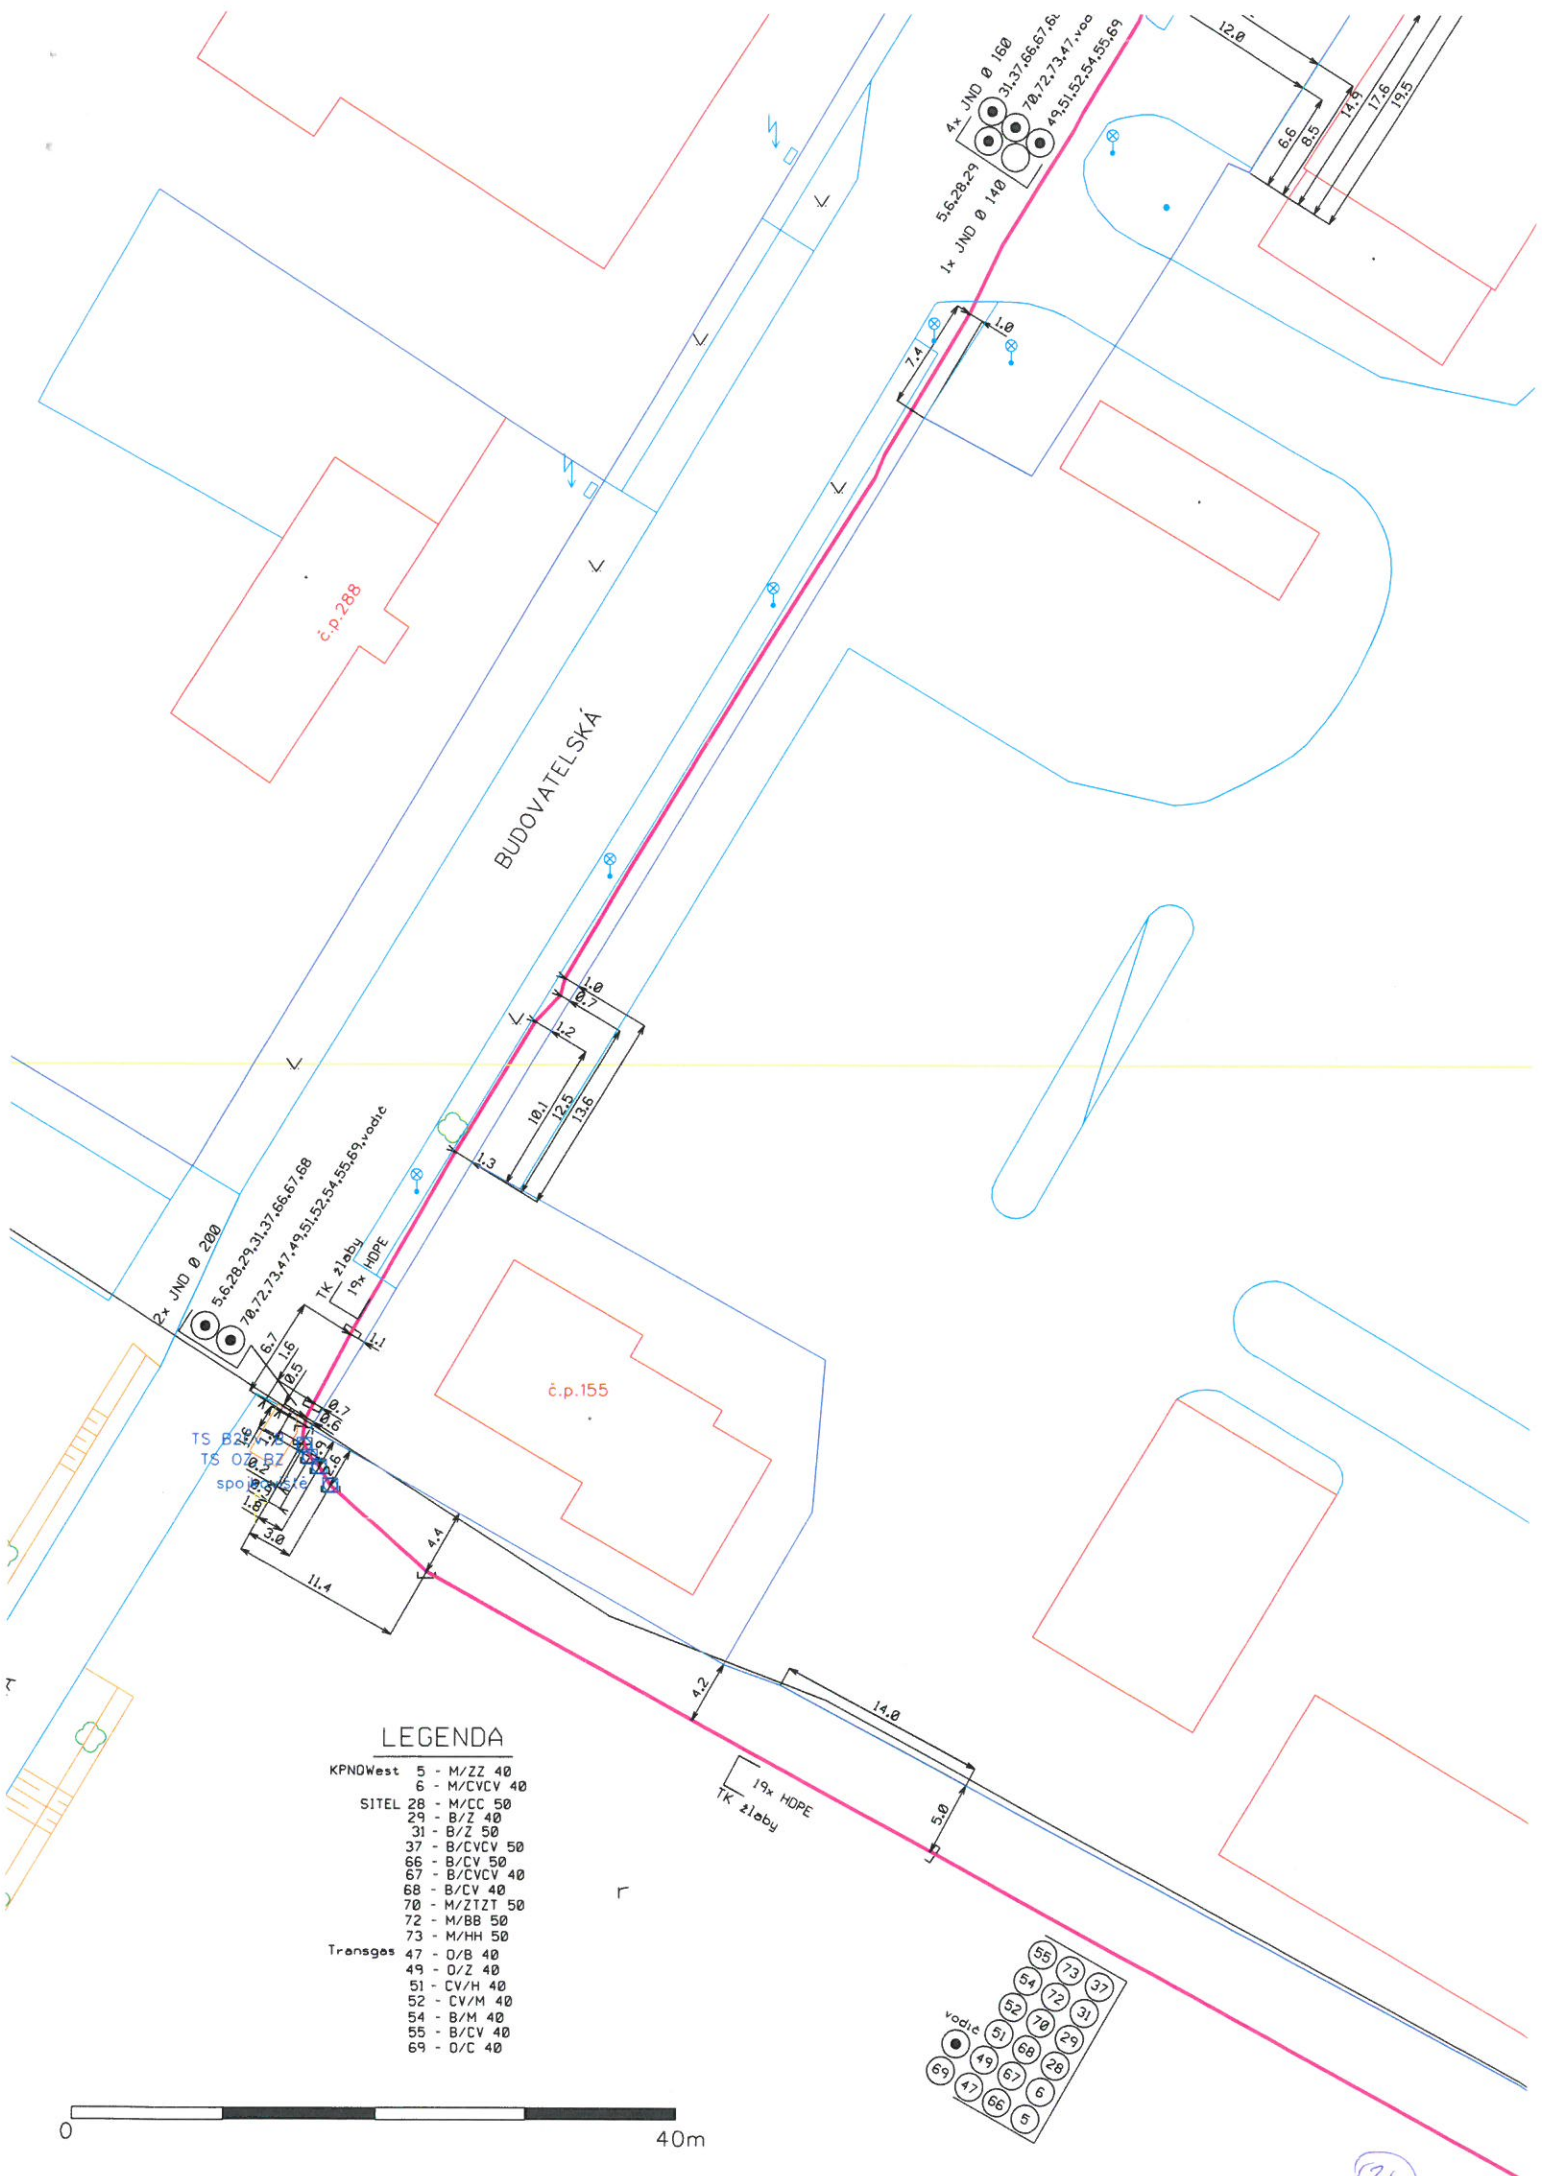 12.0
6.6
8.5
14.9
17.6
19.5
4x JND Ø 160
31,37,66,67,68
70,72,73,47,vod
49,51,52,54,55,69
5,6,28,29
1x JND Ø 140
7.4
1.0
č.p.288
BUDOVATELSKÁ
1.0
0.7
1.2
10.1
12.5
13.6
1.3
2x JND Ø 200
5,6,28,29,31,37,66,67,68
70,72,73,47,49,51,52,54,55,69,vodič
TK žlaby
19x HDPE
6.7
1.6
0.5
1.1
0.7
0.6
č.p.155
TS OZ BZ
3.0
11.4
4.4
4.2
14.0
5.0
19x HDPE
TK žlaby
LEGENDA
KPNQWest 5 - M/ZZ 40
6 - M/CVCV 40
SITEL 28 - M/CC 50
29 - B/Z 40
31 - B/Z 50
37 - B/CVCV 50
66 - B/CV 50
67 - B/CVCV 40
68 - B/CV 40
70 - M/ZTZT 50
72 - M/BB 50
73 - M/HH 50
Transgas 47 - O/B 40
49 - O/Z 40
51 - CV/H 40
52 - CV/M 40
54 - B/M 40
55 - B/CV 40
69 - O/C 40
55 73 37
54 72 31
52 70 29
vodič 51 68 28
49 67 6
69 47 66 5
0 40m